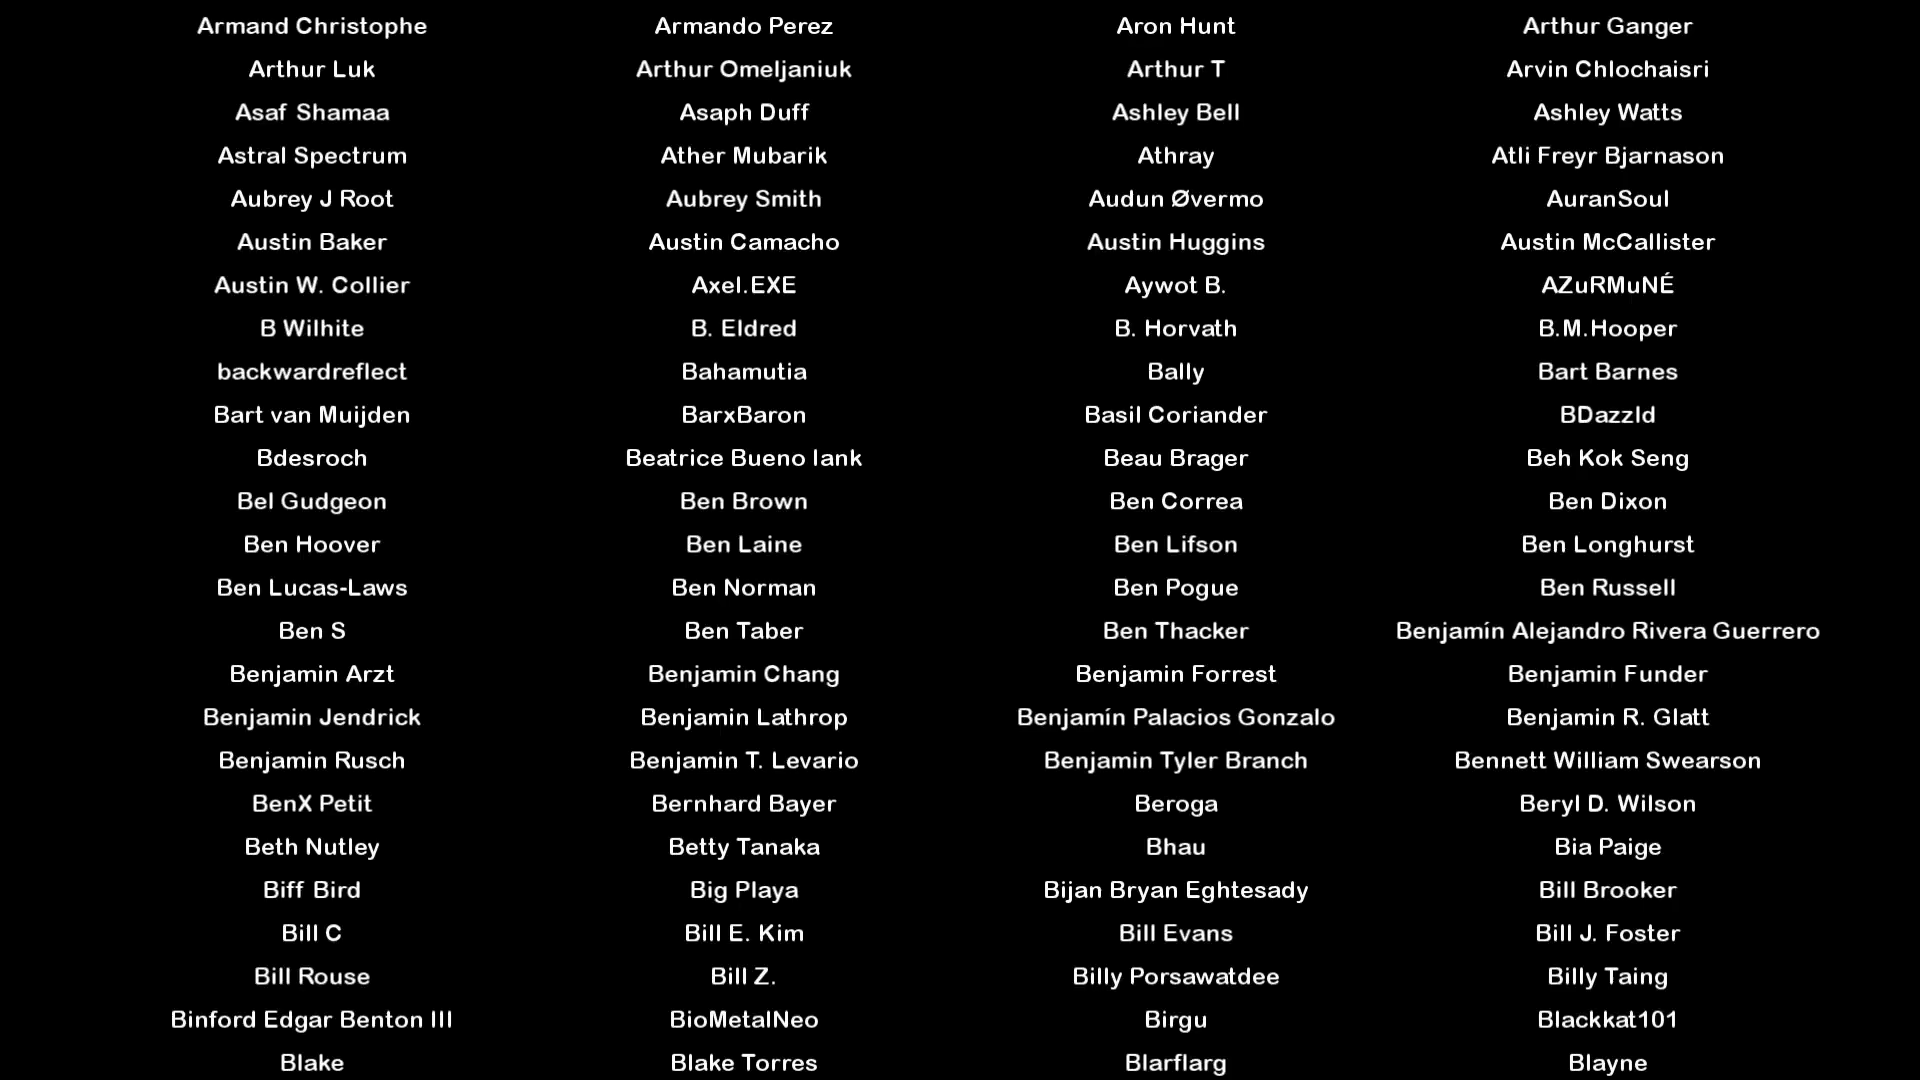 Armand Christophe Armando Perez Aron Hunt Arthur Ganger
Arthur Luk Arthur Omeljaniuk Arthur T Arvin Chlochaisri
Asaf Shamaa Asaph Duff Ashley Bell Ashley Watts
Astral Spectrum Ather Mubarik Athray Atli Freyr Bjarnason
Aubrey J Root Aubrey Smith Audun Øvermo AuranSoul
Austin Baker Austin Camacho Austin Huggins Austin McCallister
Austin W. Collier Axel.EXE Aywot B. AZuRMuNÉ
B Wilhite B. Eldred B. Horvath B.M.Hooper
backwardreflect Bahamutia Bally Bart Barnes
Bart van Muijden BarxBaron Basil Coriander BDazzld
Bdesroch Beatrice Bueno Iank Beau Brager Beh Kok Seng
Bel Gudgeon Ben Brown Ben Correa Ben Dixon
Ben Hoover Ben Laine Ben Lifson Ben Longhurst
Ben Lucas-Laws Ben Norman Ben Pogue Ben Russell
Ben S Ben Taber Ben Thacker Benjamín Alejandro Rivera Guerrero
Benjamin Arzt Benjamin Chang Benjamin Forrest Benjamin Funder
Benjamin Jendrick Benjamin Lathrop Benjamín Palacios Gonzalo Benjamin R. Glatt
Benjamin Rusch Benjamin T. Levario Benjamin Tyler Branch Bennett William Swearson
BenX Petit Bernhard Bayer Beroga Beryl D. Wilson
Beth Nutley Betty Tanaka Bhau Bia Paige
Biff Bird Big Playa Bijan Bryan Eghtesady Bill Brooker
Bill C Bill E. Kim Bill Evans Bill J. Foster
Bill Rouse Bill Z. Billy Porsawatdee Billy Taing
Binford Edgar Benton III BioMetalNeo Birgu Blackkat101
Blake Blake Torres Blarflarg Blayne